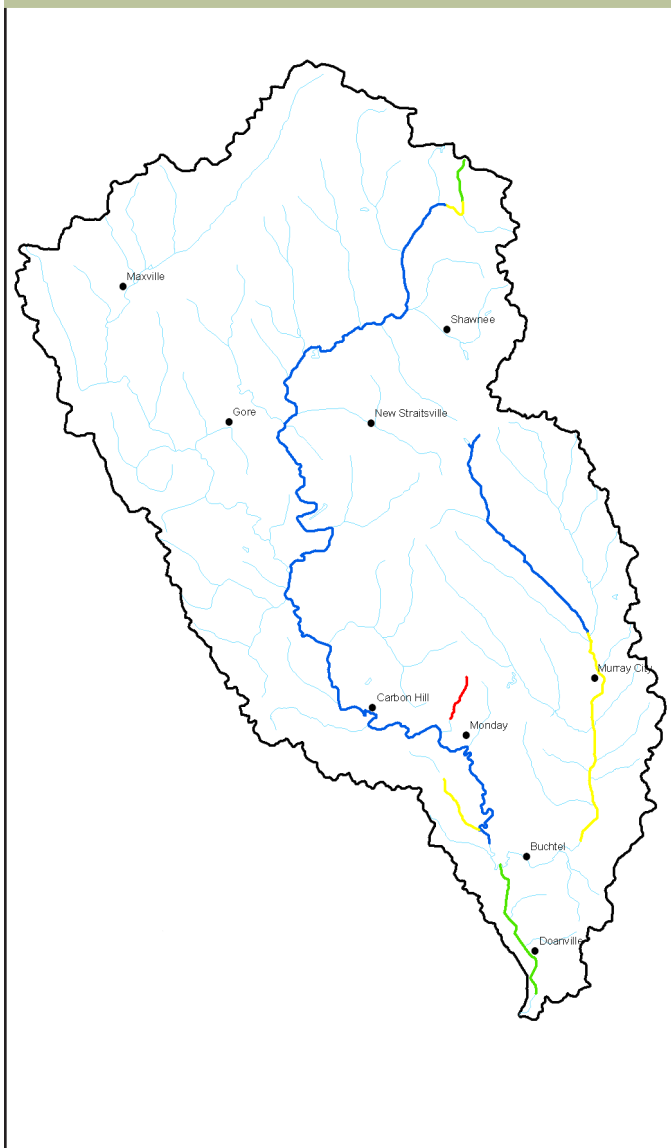 Maxville
Shawnee
Gore
New Straitsville
Murray City
Carbon Hill
Monday
Buchtel
Doanville